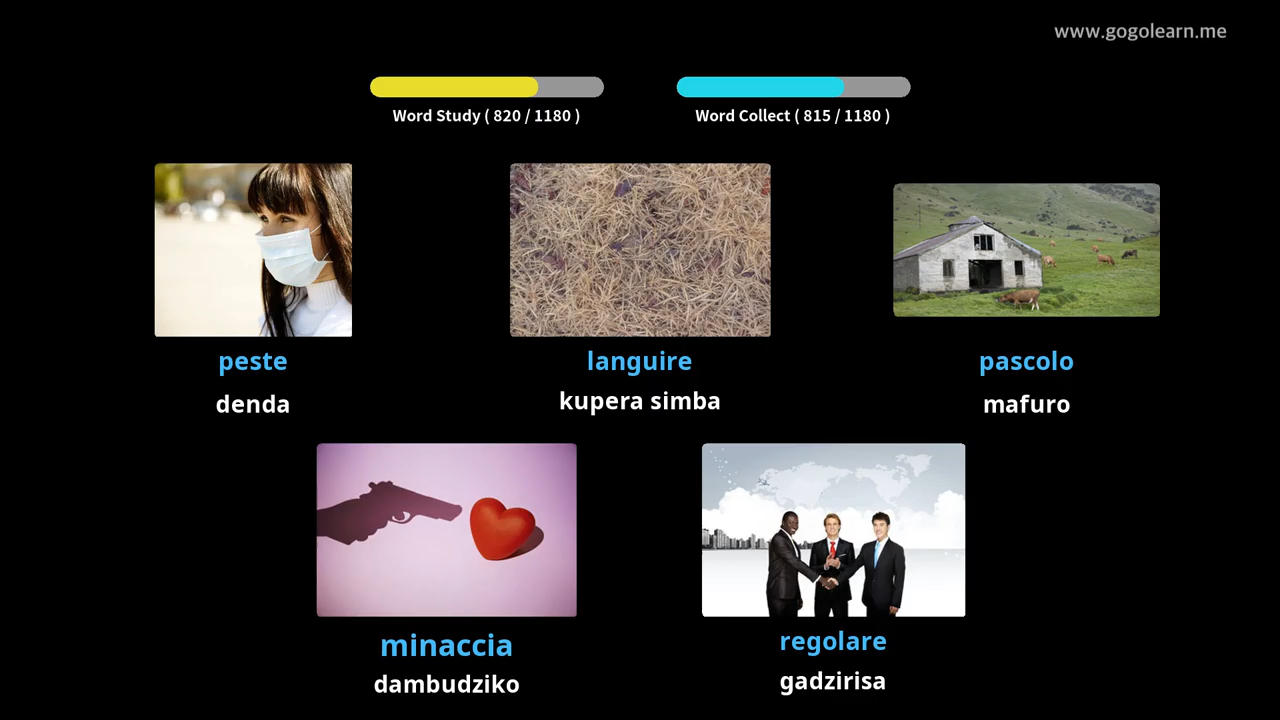 www.gogolearn.me
Word Study ( 820 / 1180 )
Word Collect ( 815 / 1180 )
peste
denda
languire
kupera simba
pascolo
mafuro
minaccia
dambudziko
regolare
gadzirisa